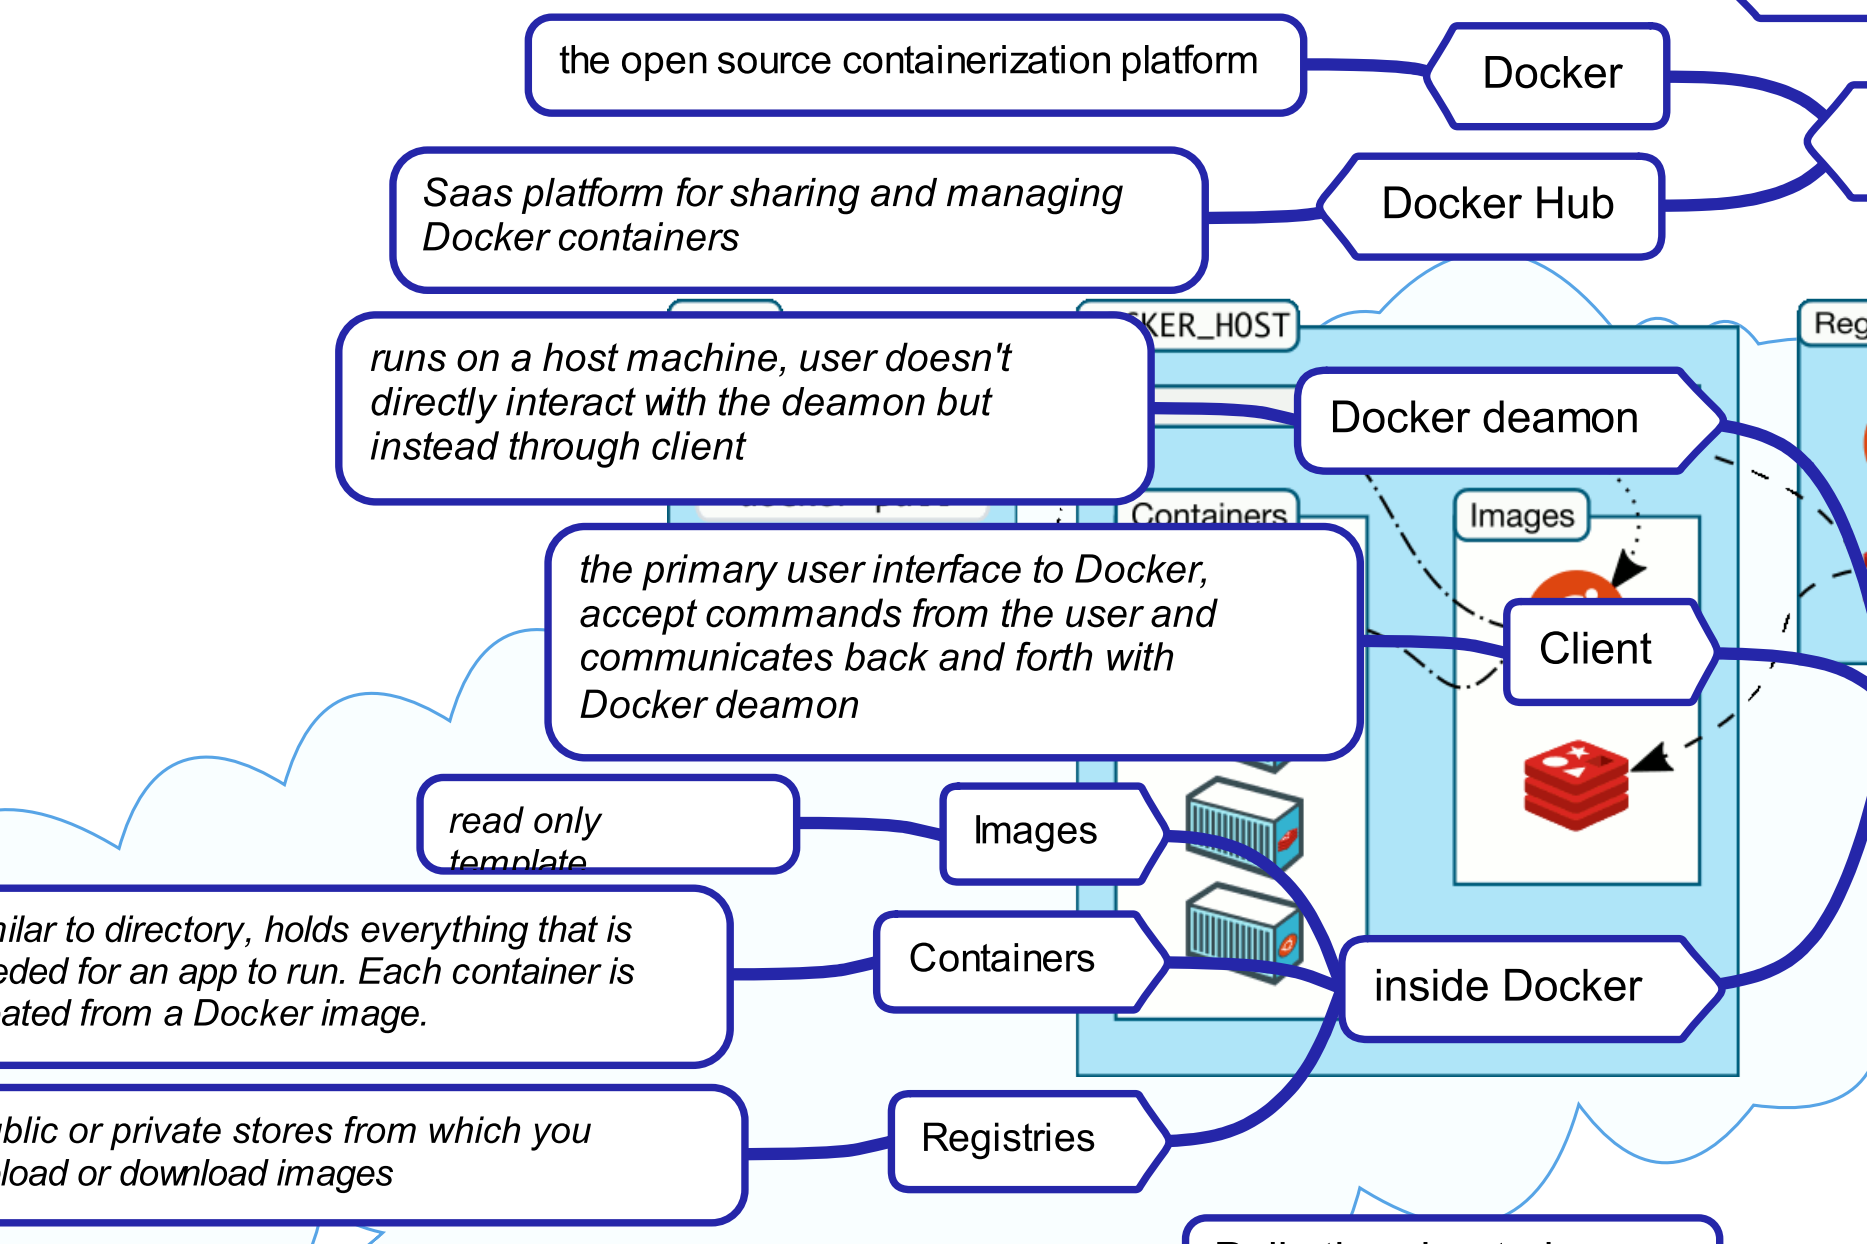 the open source containerization platform
Docker
Saas platform for sharing and managing
Docker containers
Docker Hub
KER_HOST
Reg
runs on a host machine, user doesn't
directly interact with the deamon but
instead through client
Docker deamon
Containers
Images
the primary user interface to Docker,
accept commands from the user and
communicates back and forth with
Docker deamon
Client
read only
template
Images
ilar to directory, holds everything that is
eded for an app to run. Each container is
ated from a Docker image.
Containers
inside Docker
blic or private stores from which you
load or download images
Registries